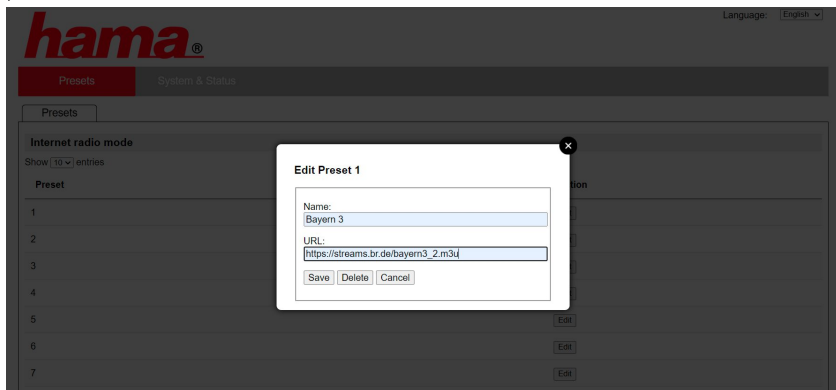 Language: English
hama®
Presets System & Status
Presets
Internet radio mode
Show 10 entries
Preset
1
2
3
4
5 Edit
6 Edit
7 Edit
Edit Preset 1
Name:
Bayern 3
URL:
https://streams.br.de/bayern3_2.m3u
Save Delete Cancel